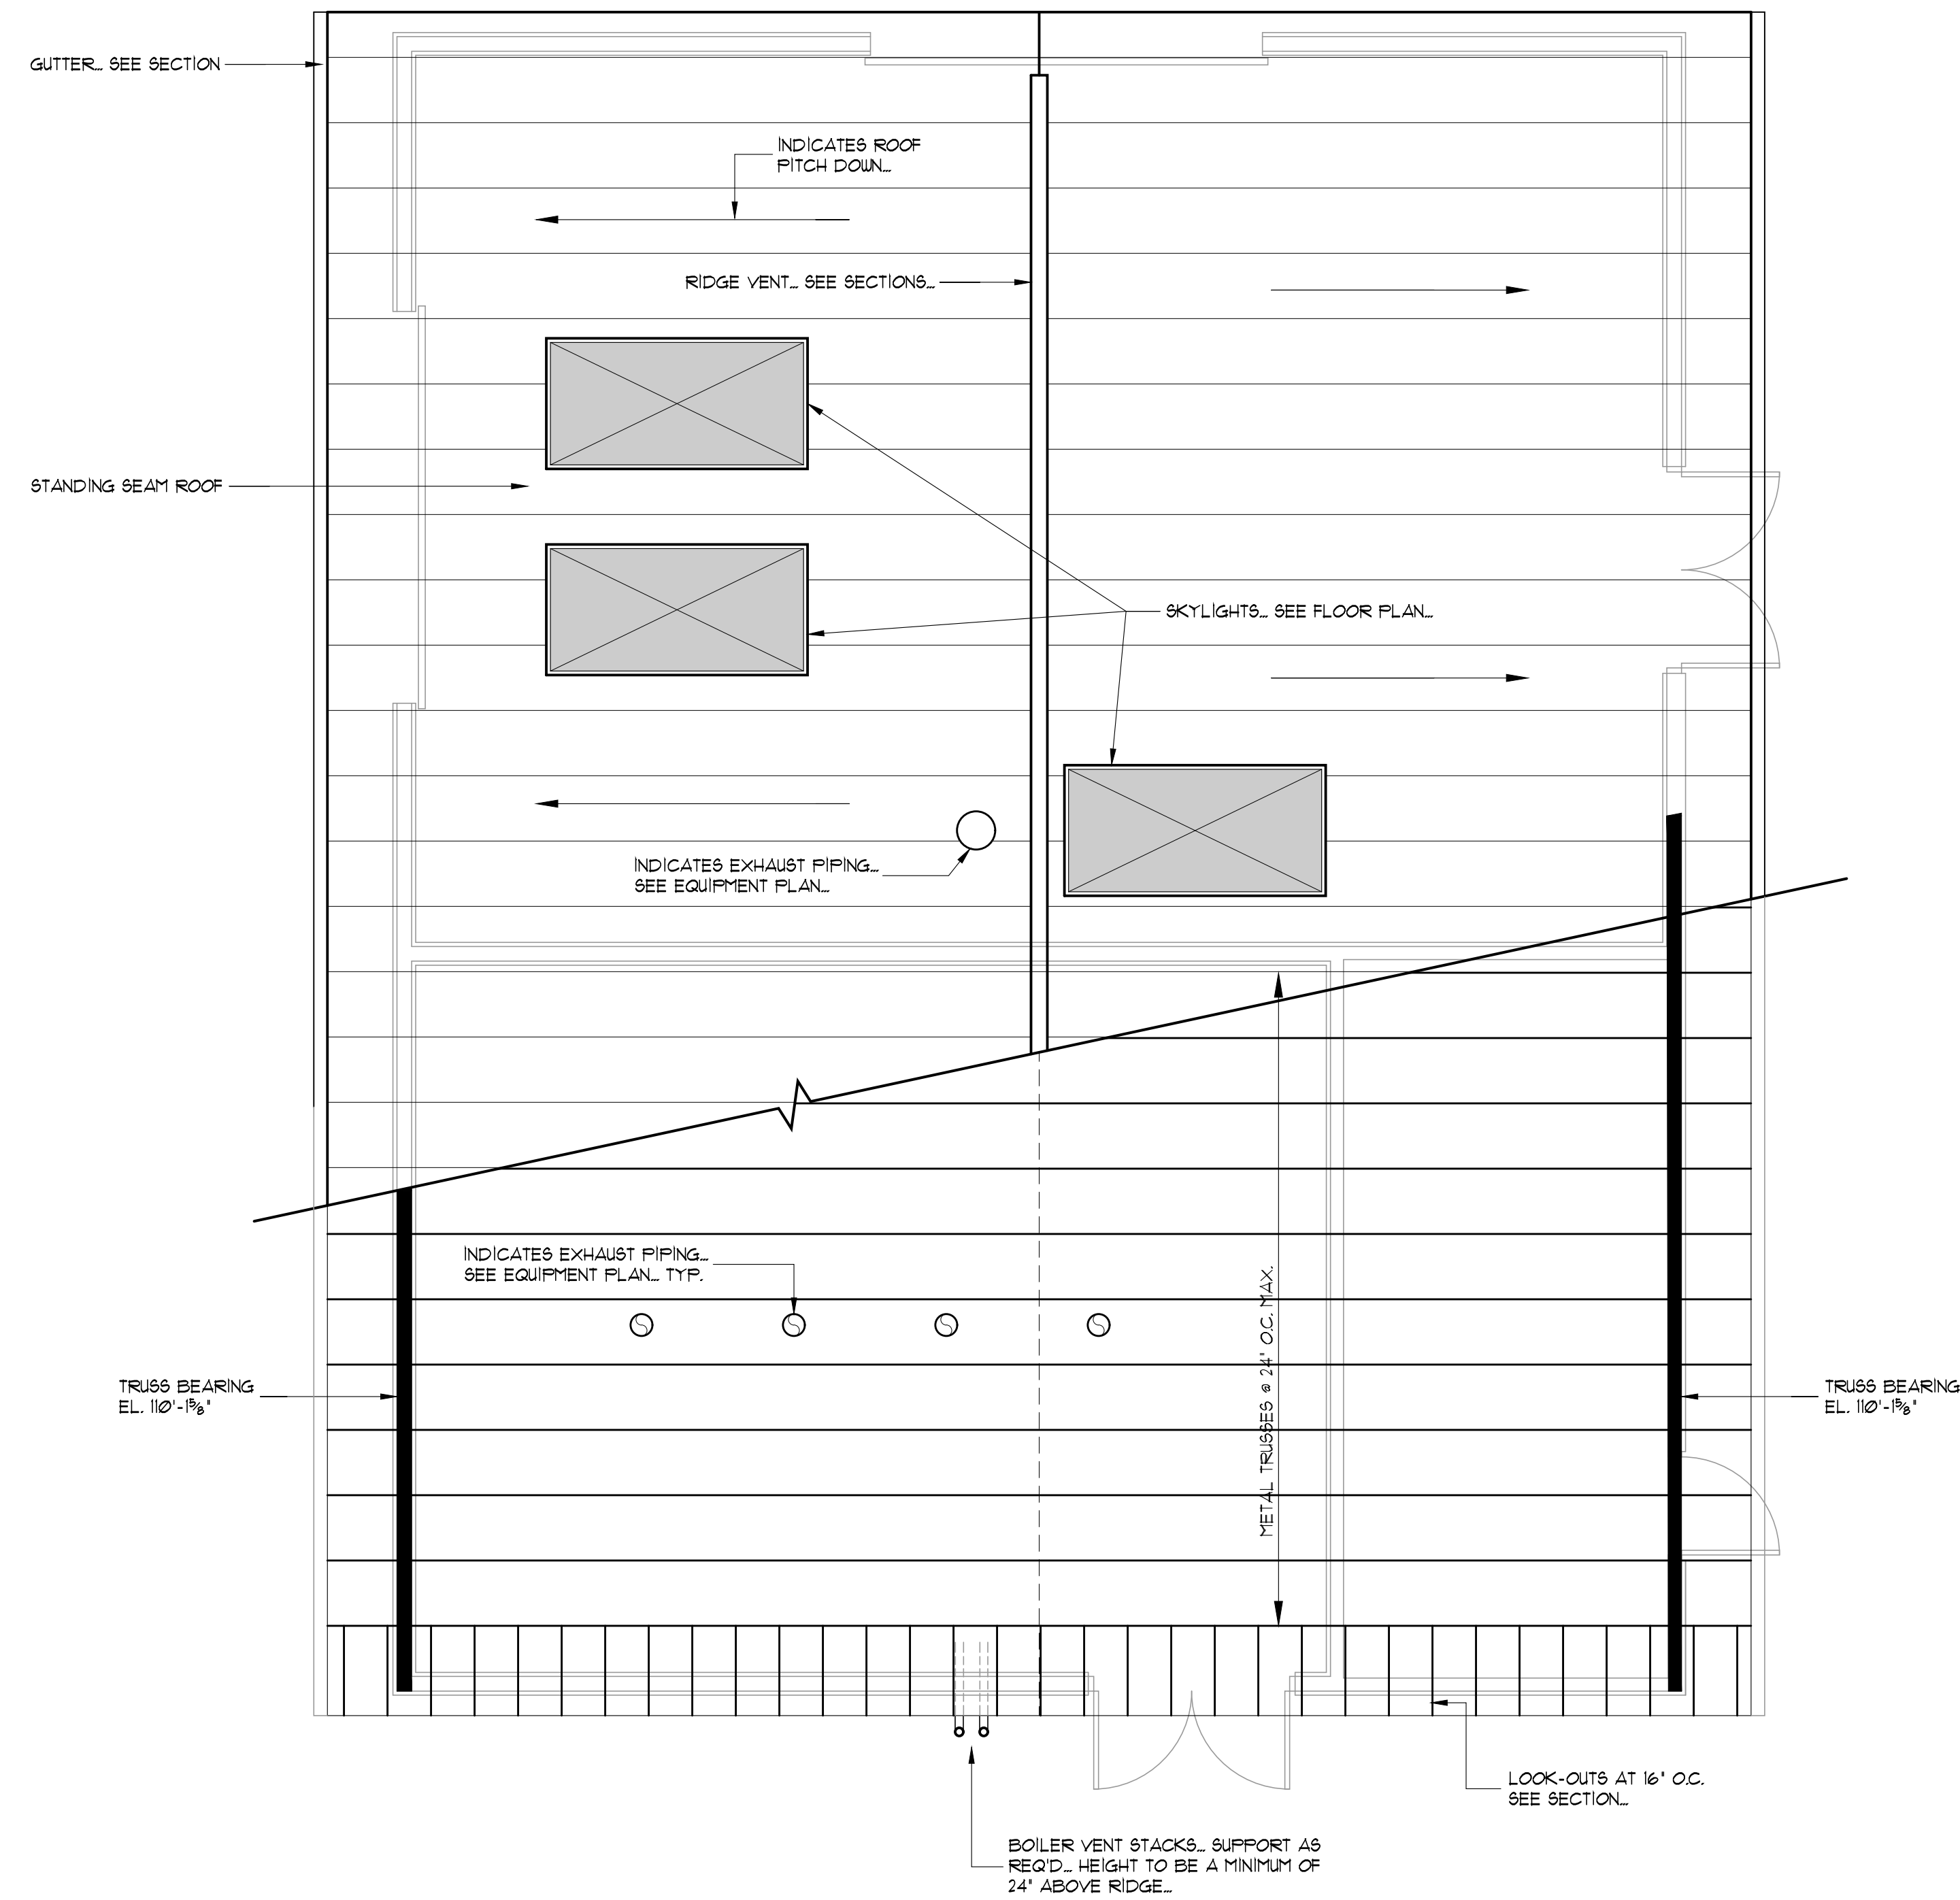 GUTTER... SEE SECTION
INDICATES ROOF
PITCH DOWN...
RIDGE VENT... SEE SECTIONS...
STANDING SEAM ROOF
SKYLIGHTS... SEE FLOOR PLAN...
INDICATES EXHAUST PIPING...
SEE EQUIPMENT PLAN...
INDICATES EXHAUST PIPING...
SEE EQUIPMENT PLAN... TYP.
METAL TRUSSES @ 24" O.C. MAX.
TRUSS BEARING
EL. 110'-1⅝"
TRUSS BEARING
EL. 110'-1⅝"
LOOK-OUTS AT 16" O.C.
SEE SECTION...
BOILER VENT STACKS... SUPPORT AS
REQ'D... HEIGHT TO BE A MINIMUM OF
24" ABOVE RIDGE...